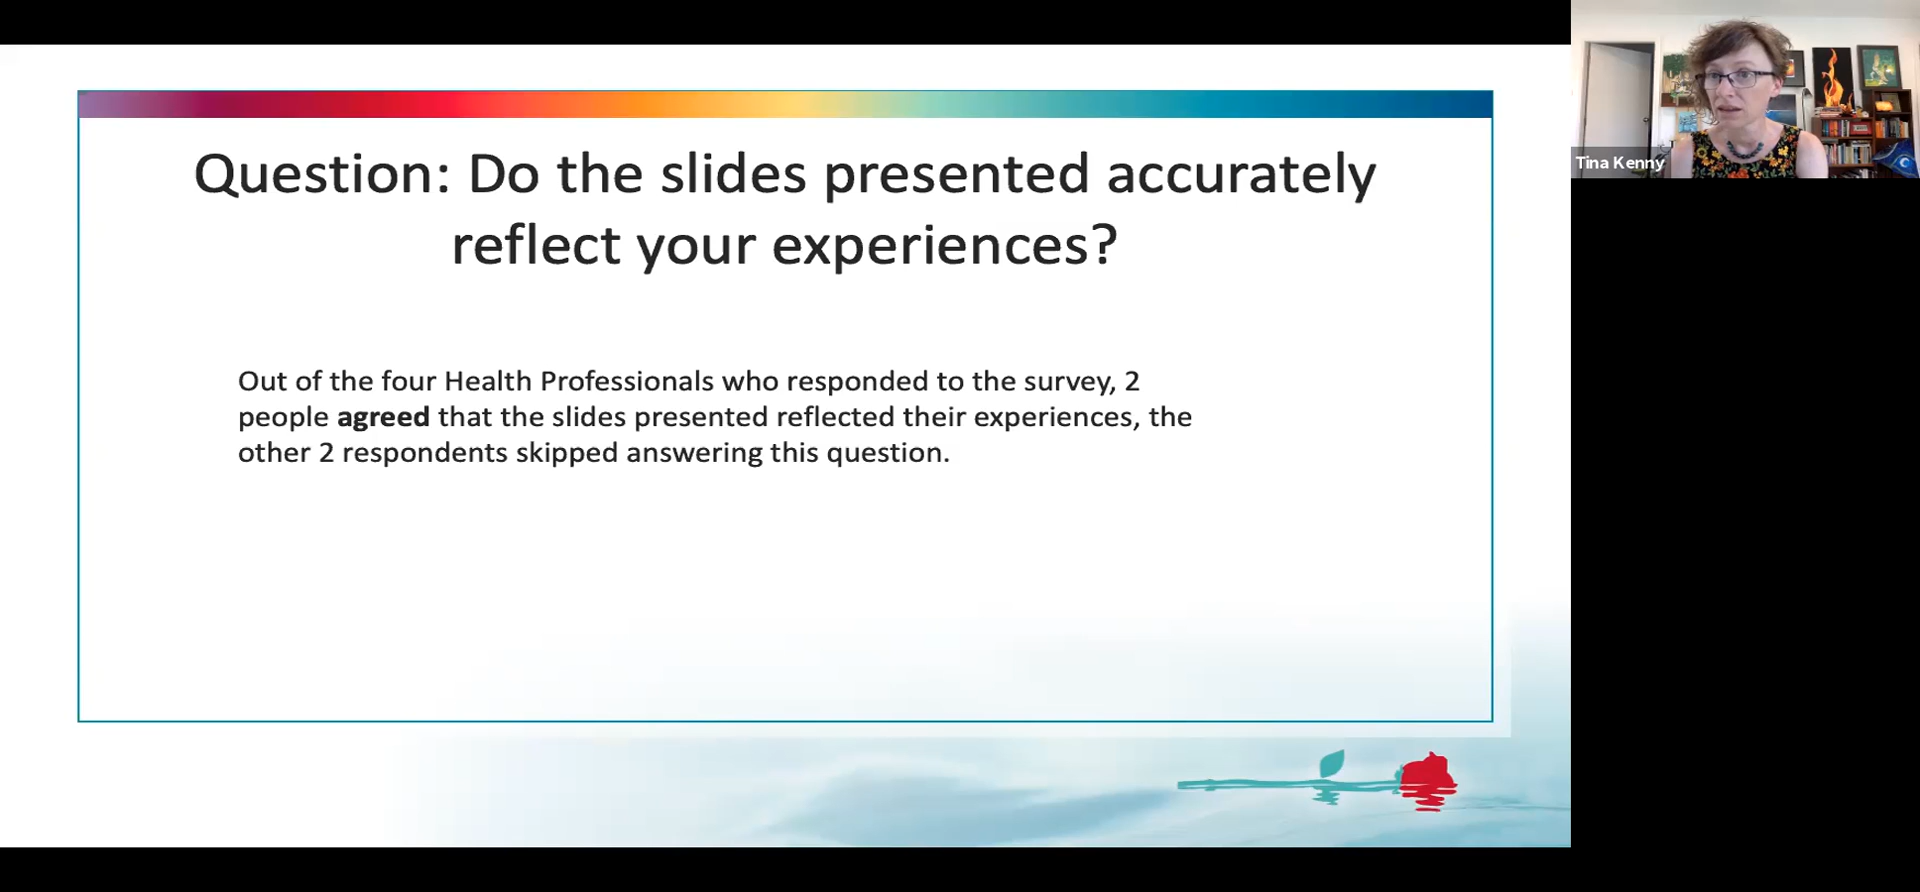 Question: Do the slides presented accurately
reflect your experiences?
Out of the four Health Professionals who responded to the survey, 2
people agreed that the slides presented reflected their experiences, the
other 2 respondents skipped answering this question.
Tina Kenny